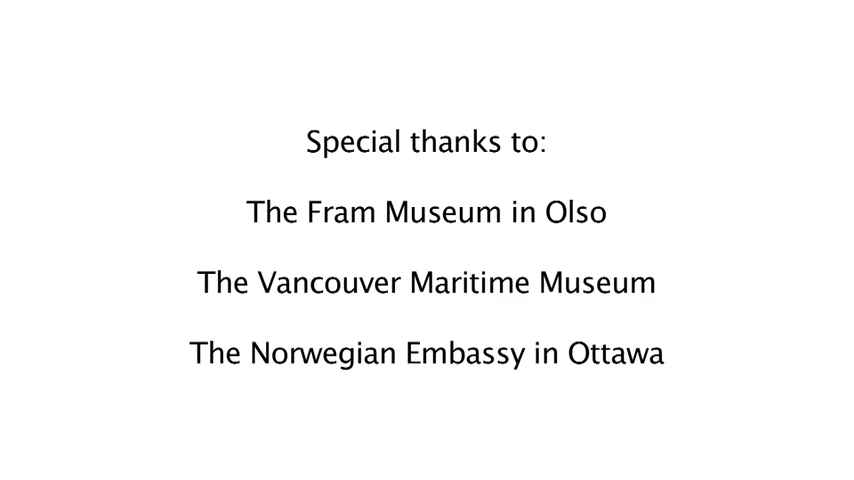 Special thanks to:
The Fram Museum in Olso
The Vancouver Maritime Museum
The Norwegian Embassy in Ottawa